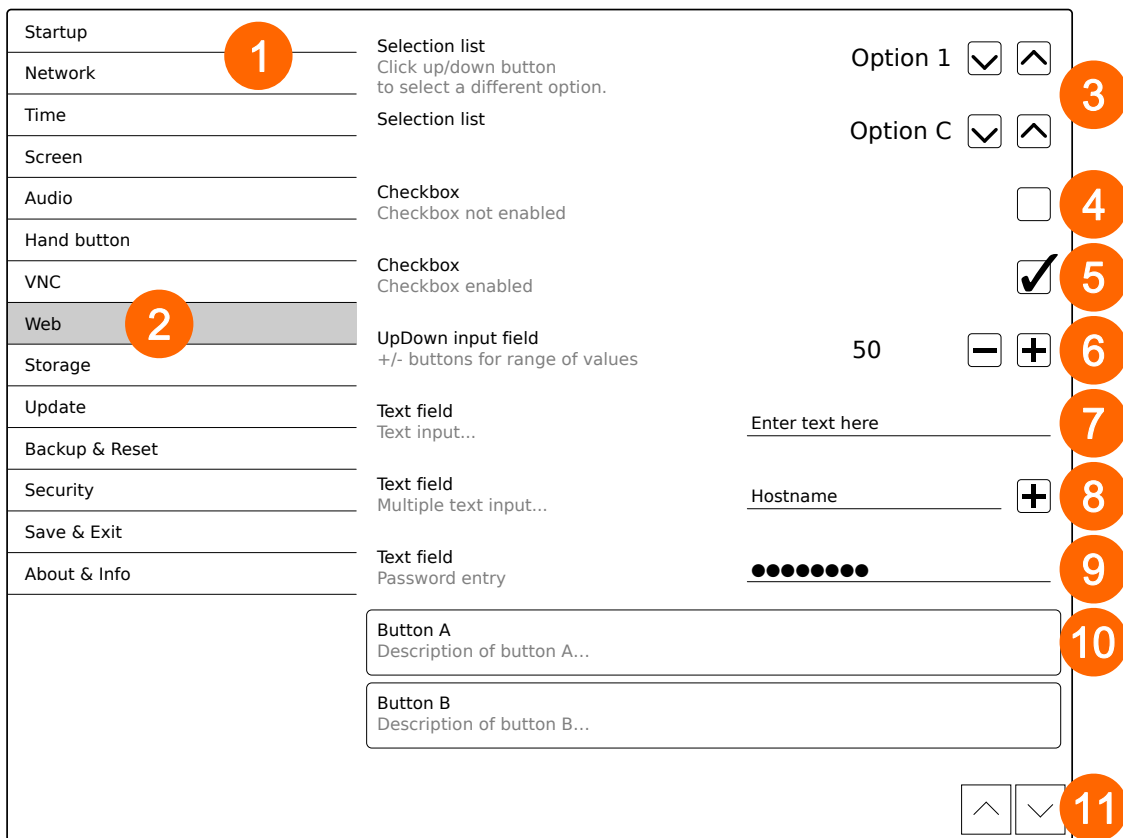 Startup
Network
Time
Screen
Audio
Hand button
VNC
Web
Storage
Update
Backup & Reset
Security
Save & Exit
About & Info
1
2
Selection list
Click up/down button
to select a different option.
Option 1
3
Selection list
Option C
Checkbox
Checkbox not enabled
4
Checkbox
Checkbox enabled
5
UpDown input field
+/- buttons for range of values
50
6
Text field
Text input...
Enter text here
7
Text field
Multiple text input...
Hostname
8
Text field
Password entry
●●●●●●●●
9
Button A
Description of button A...
10
Button B
Description of button B...
11